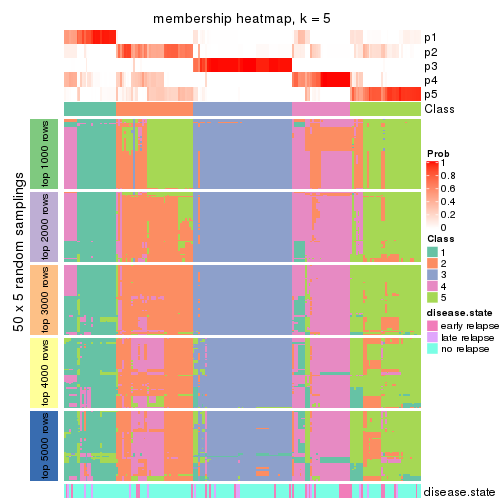 membership heatmap, k = 5
p1
p2
p3
p4
p5
Class
50 x 5 random samplings
top 1000 rows
top 2000 rows
top 3000 rows
top 4000 rows
top 5000 rows
disease.state
Prob
1
0.8
0.6
0.4
0.2
0
Class
1
2
3
4
5
disease.state
early relapse
late relapse
no relapse